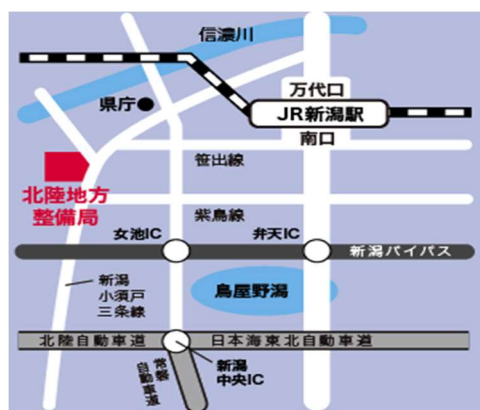 信濃川
万代口
県庁
JR新潟駅
南口
笹出線
北陸地方
整備局
紫鳥線
女池IC
弁天IC
新潟バイパス
新潟
小須戸
三条線
鳥屋野潟
北陸自動車道
日本海東北自動車道
新潟
中央IC
常磐
自動車道